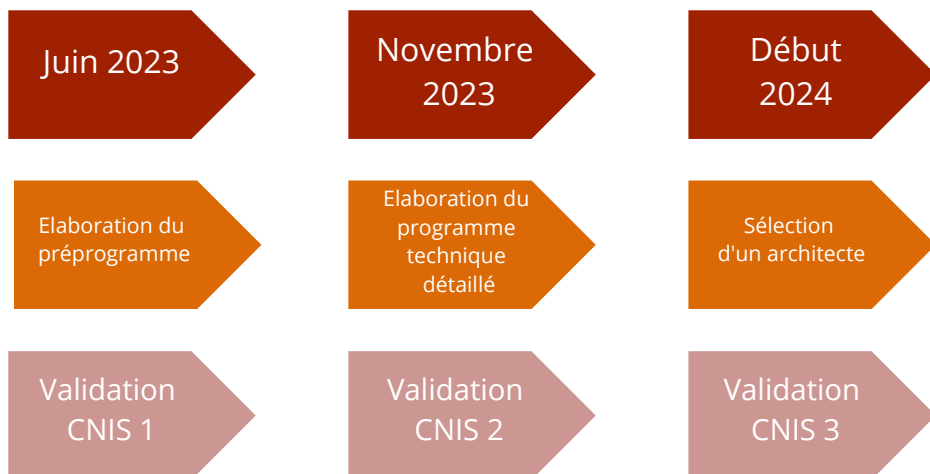 Juin 2023
Novembre
2023
Début
2024
Elaboration du
préprogramme
Elaboration du
programme
technique
détaillé
Sélection
d'un architecte
Validation
CNIS 1
Validation
CNIS 2
Validation
CNIS 3